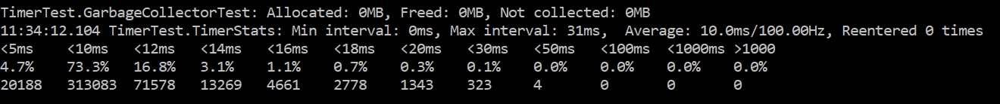 TimerTest.GarbageCollectorTest: Allocated: 0MB, Freed: 0MB, Not collected: 0MB
11:34:12.104 TimerTest.TimerStats: Min interval: 0ms, Max interval: 31ms,  Average: 10.0ms/100.00Hz, Reentered 0 times
<5ms    <10ms   <12ms   <14ms   <16ms   <18ms   <20ms   <30ms   <50ms   <100ms  <1000ms >1000
4.7%    73.3%   16.8%   3.1%    1.1%    0.7%    0.3%    0.1%    0.0%    0.0%    0.0%    0.0%
20188   313083  71578   13269   4661    2778    1343    323     4       0       0       0